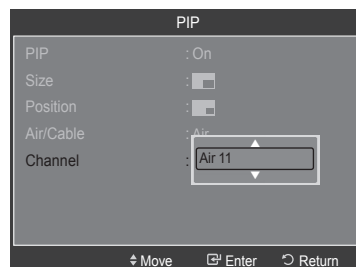 PIP
PIP : On
Size :
Position :
Air/Cable : Air
Channel : Air 11
Move Enter Return